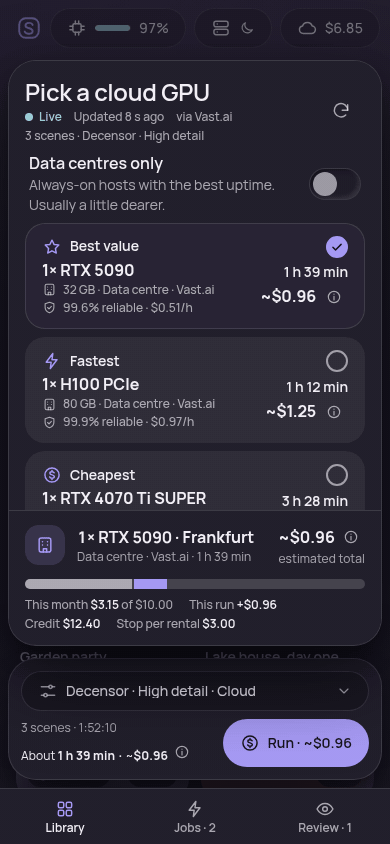 S 97% $6.85
Pick a cloud GPU
Live Updated 8 s ago via Vast.ai
3 scenes · Decensor · High detail
Data centres only
Always-on hosts with the best uptime.
Usually a little dearer.
Best value
1× RTX 5090 1 h 39 min
32 GB · Data centre · Vast.ai ~$0.96
99.6% reliable · $0.51/h
Fastest
1× H100 PCIe 1 h 12 min
80 GB · Data centre · Vast.ai ~$1.25
99.9% reliable · $0.97/h
Cheapest
1× RTX 4070 Ti SUPER 3 h 28 min
1× RTX 5090 · Frankfurt ~$0.96
Data centre · Vast.ai · 1 h 39 min estimated total
This month $3.15 of $10.00 This run +$0.96
Credit $12.40 Stop per rental $3.00
Garden party Lake house, day one
Decensor · High detail · Cloud
3 scenes · 1:52:10
About 1 h 39 min · ~$0.96
Run · ~$0.96
Library Jobs · 2 Review · 1